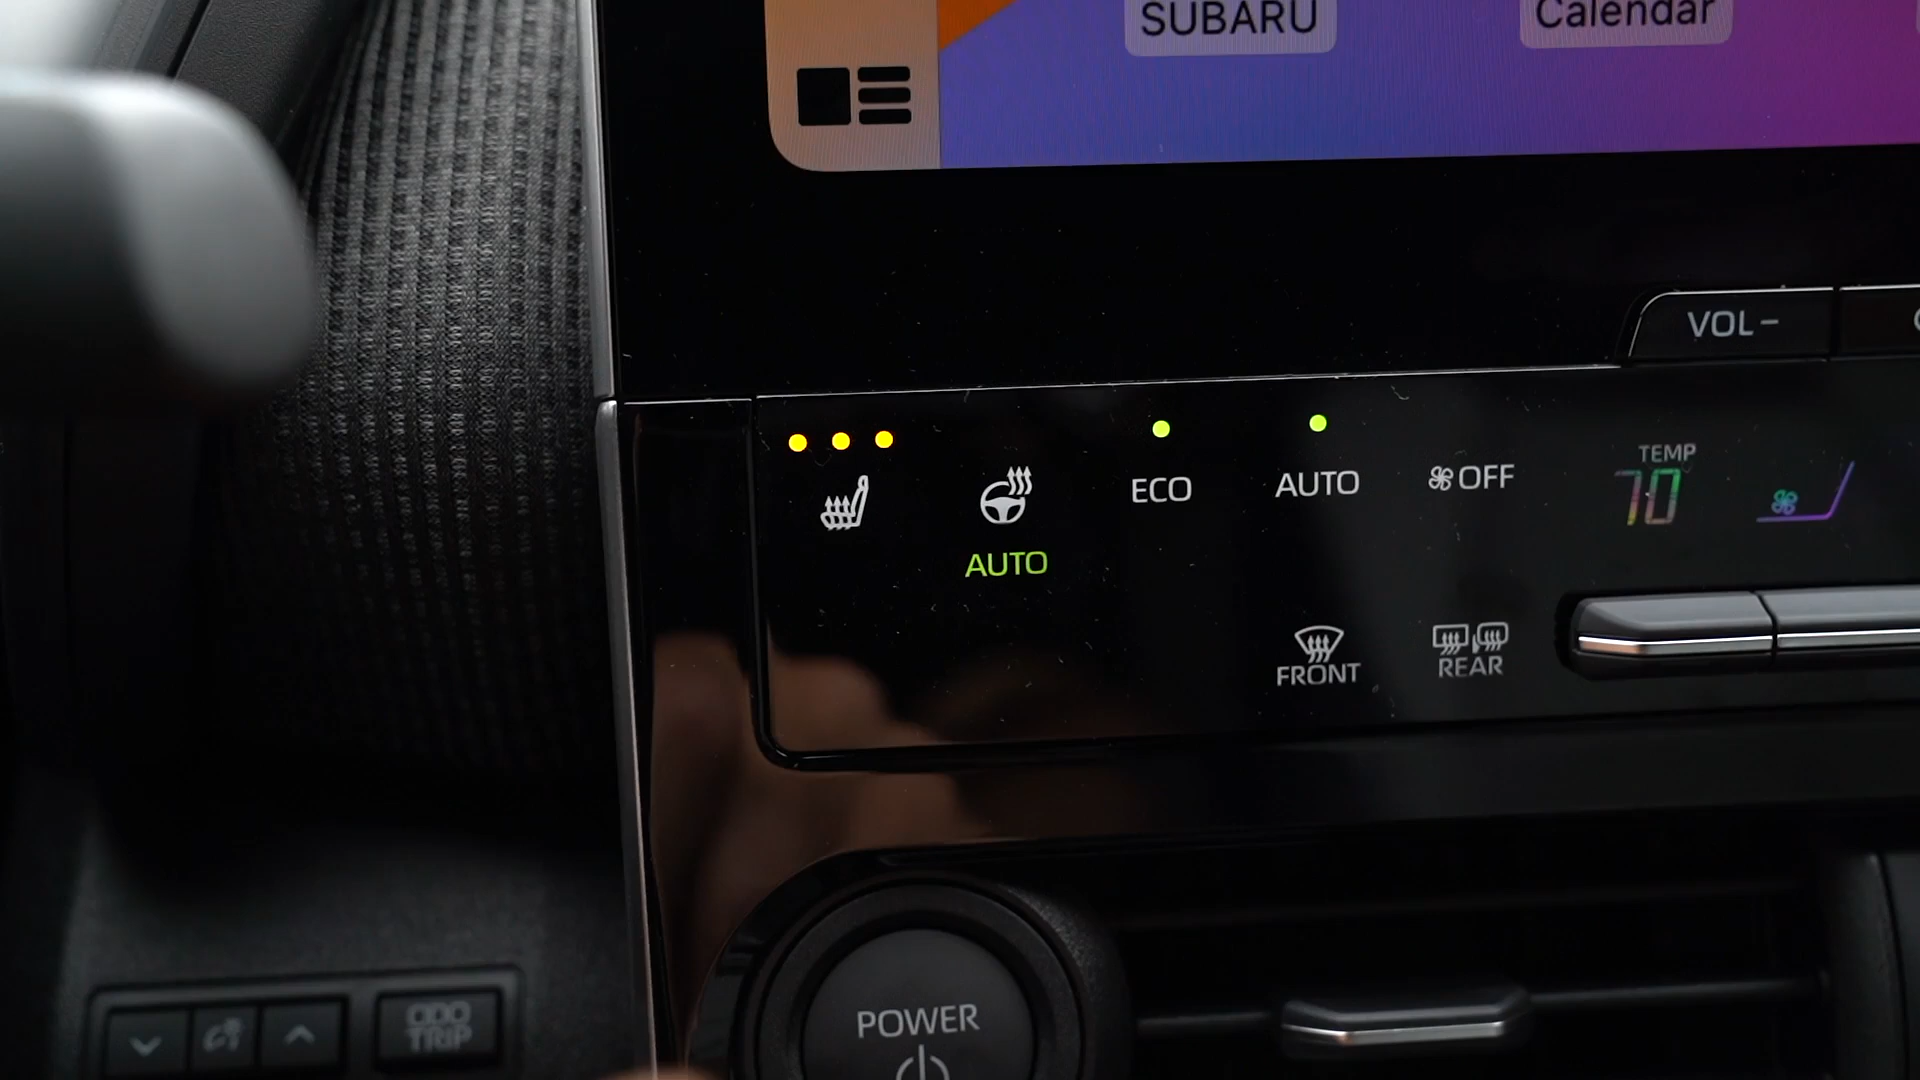 SUBARU
Calendar
VOL –
TEMP
ECO
AUTO
OFF
70
AUTO
FRONT
REAR
POWER
TRIP